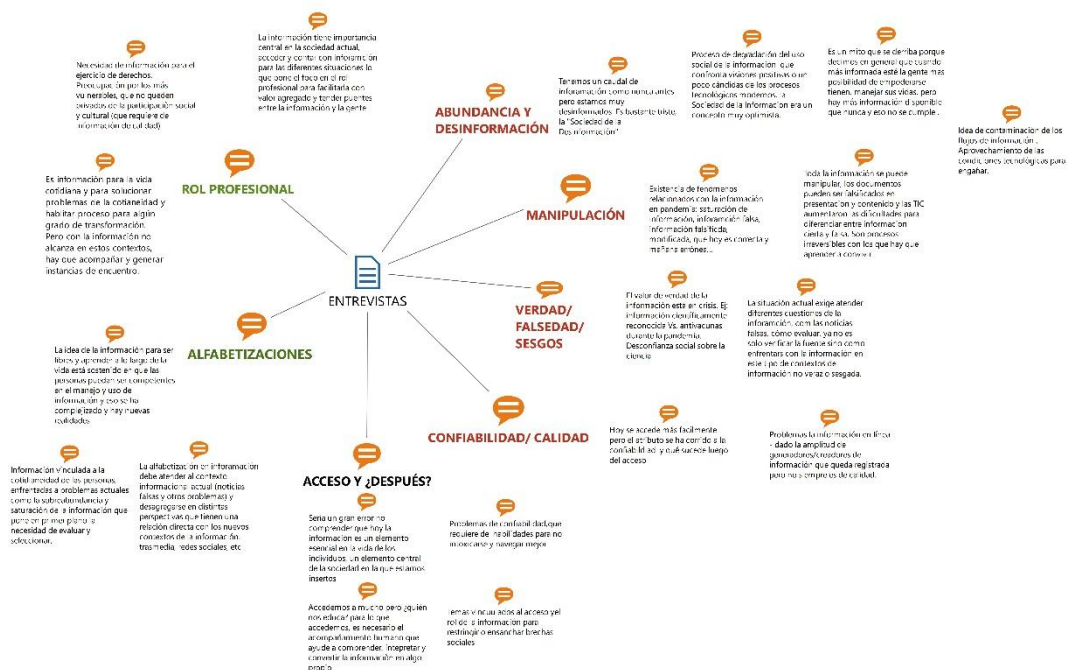 Necesidad de información para el
ejercicio de derechos.
Preocupación por los más
vulnerables, que no queden
privados de la participación social
y cultural (que requiere de
información de calidad)
La información tiene importancia
central en la sociedad actual,
acceder y contar con inforamción
para las diferentes situaciones lo
que pone el foco en el rol
profesional para facilitarla con
valor agregado y tender puentes
entre la información y la gente
ABUNDANCIA Y
DESINFORMACIÓN
Tenemos un caudal de
inforamción como nunca antes
pero estamos muy
desinformados. Es bastante triste,
la "Sociedad de la
Desinformación"
Proceso de degradación del uso
social de la información que
confronta visiones positivas o un
poco cándidas de los procesos
tecnológicos modernos, la
Sociedad de la Información era un
concepto muy optimista.
Es un mito que se derriba porque
decimos en general que cuando
más informada esté la gente mas
posibilidad de empoderarse
tienen, manejar sus vidas, pero
hay más información disponible
que nunca y eso no se cumple.
Idea de contaminación de los
flujos de información.
Aprovechamiento de las
condiciones tecnológicas para
engañar.
ROL PROFESIONAL
Es información para la vida
cotidiana y para solucionar
problemas de la cotianeidad y
habilitar proceso para algún
grado de transformación.
Pero con la información no
alcanza en estos contextos,
hay que acompañar y generar
instancias de encuentro.
MANIPULACIÓN
Existencia de fenómenos
relacionados con la información
en pandemia: saturación de
información, inforamción falsa,
información falsificada,
modificada, que hoy es correcta y
mañana errónea...
Toda la información se puede
manipular, los documentos
pueden ser falsificados en
presentación y contenido y las TIC
aumentaron las dificultades para
diferenciar entre información
cierta y falsa. Son procesos
irreversibles con los que hay que
aprender a convivir
ENTREVISTAS
VERDAD/
FALSEDAD/
SESGOS
El valor de verdad de la
información está en crisis. Ej:
información científicamente
reconocida Vs. antivacunas
durante la pandemia.
Desconfianza social sobre la
ciencia
La situación actual exige atender
diferentes cuestiones de la
inforamción, com las noticias
falsas, cómo evaluar, ya no es
solo verificar la fuente sino como
enfrentars con la información en
este tipo de contextos de
información no veraz o sesgada.
ALFABETIZACIONES
La idea de la información para ser
libres y aprender a lo largo de la
vida está sostenido en que las
personas puedan ser competentes
en el manejo y uso de
información y eso se ha
complejizado y hay nuevas
realidades
CONFIABILIDAD/ CALIDAD
Hoy se accede más facilmente
pero el atributo se ha corrido a la
confiabilidad y qué sucede luego
del acceso
Problemas la información en línea
- dado la amplitud de
generadores/creadores de
información que queda registrada
pero no siempre es de calidad.
Información vinculada a la
cotidianeidad de las personas,
enfrentadas a problemas actuales
como la sobreabundancia y
saturación de la información que
pone en primer plano la
necesidad de evaluar y
seleccionar.
La alfabetización en inforamción
debe atender al contexto
informacional actual (noticias
falsas y otros problemas) y
desagregarse en distintas
perspectivas que tienen una
relación directa con los nuevos
contextos de la información,
trasmedia, redes sociales, etc
ACCESO Y ¿DESPUÉS?
Sería un gran error no
comprender que hoy la
información es un elemento
esencial en la vida de los
individuos, un elemento central
de la sociedad en la que estamos
insertos
Problemas de confiabilidad, que
requiere de habilidades para no
intoxicarse y navegar mejor
Accedemos a mucho pero ¿quién
nos educa? para lo que
accedemos, es necesario el
acompañamiento humano que
ayude a comprender, intepretar y
convertir la información en algo
propio
Temas vincuulados al acceso yel
rol de la información para
restringir o ensanchar brechas
sociales